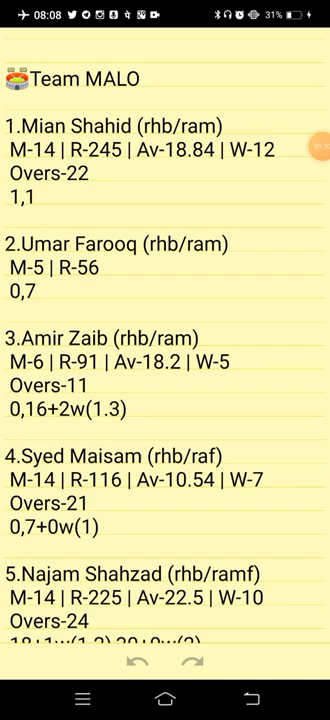 08:08
31%
Team MALO
1.Mian Shahid (rhb/ram)
M-14 | R-245 | Av-18.84 | W-12
Overs-22
1,1
2.Umar Farooq (rhb/ram)
M-5 | R-56
0,7
3.Amir Zaib (rhb/ram)
M-6 | R-91 | Av-18.2 | W-5
Overs-11
0,16+2w(1.3)
4.Syed Maisam (rhb/raf)
M-14 | R-116 | Av-10.54 | W-7
Overs-21
0,7+0w(1)
5.Najam Shahzad (rhb/ramf)
M-14 | R-225 | Av-22.5 | W-10
Overs-24